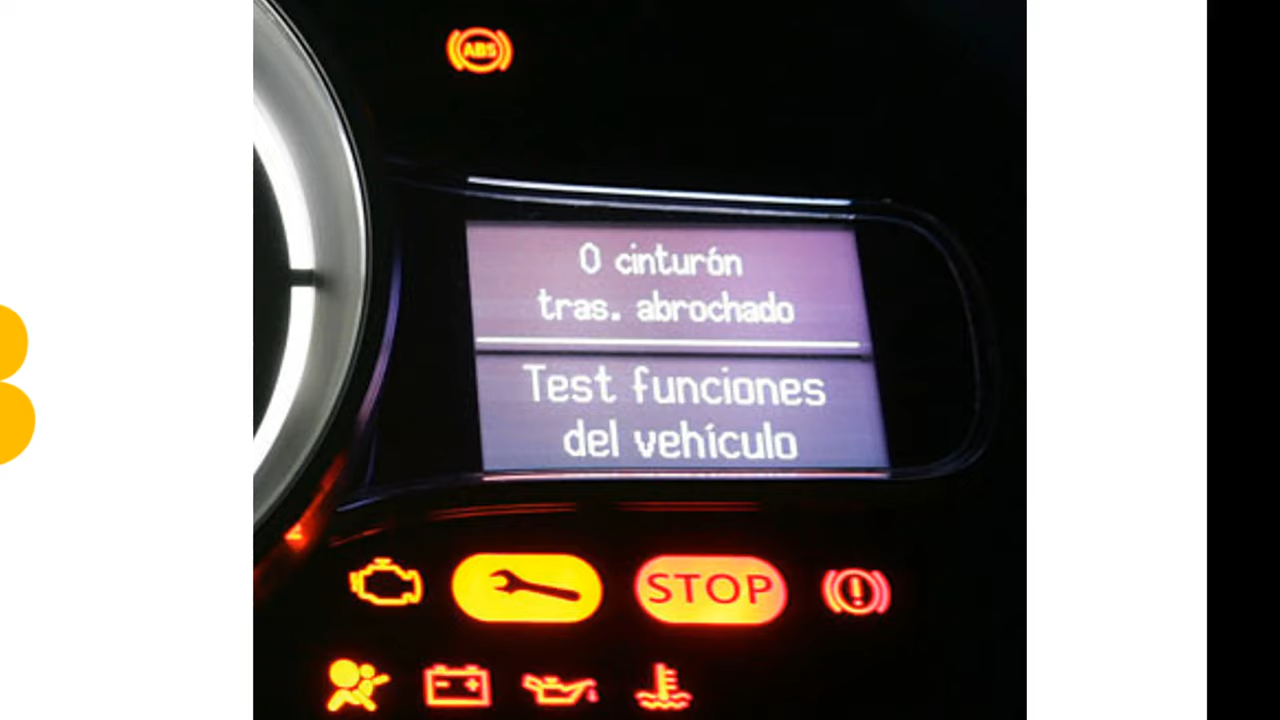 ABS
0 cinturón
tras. abrochado
Test funciones
del vehículo
STOP